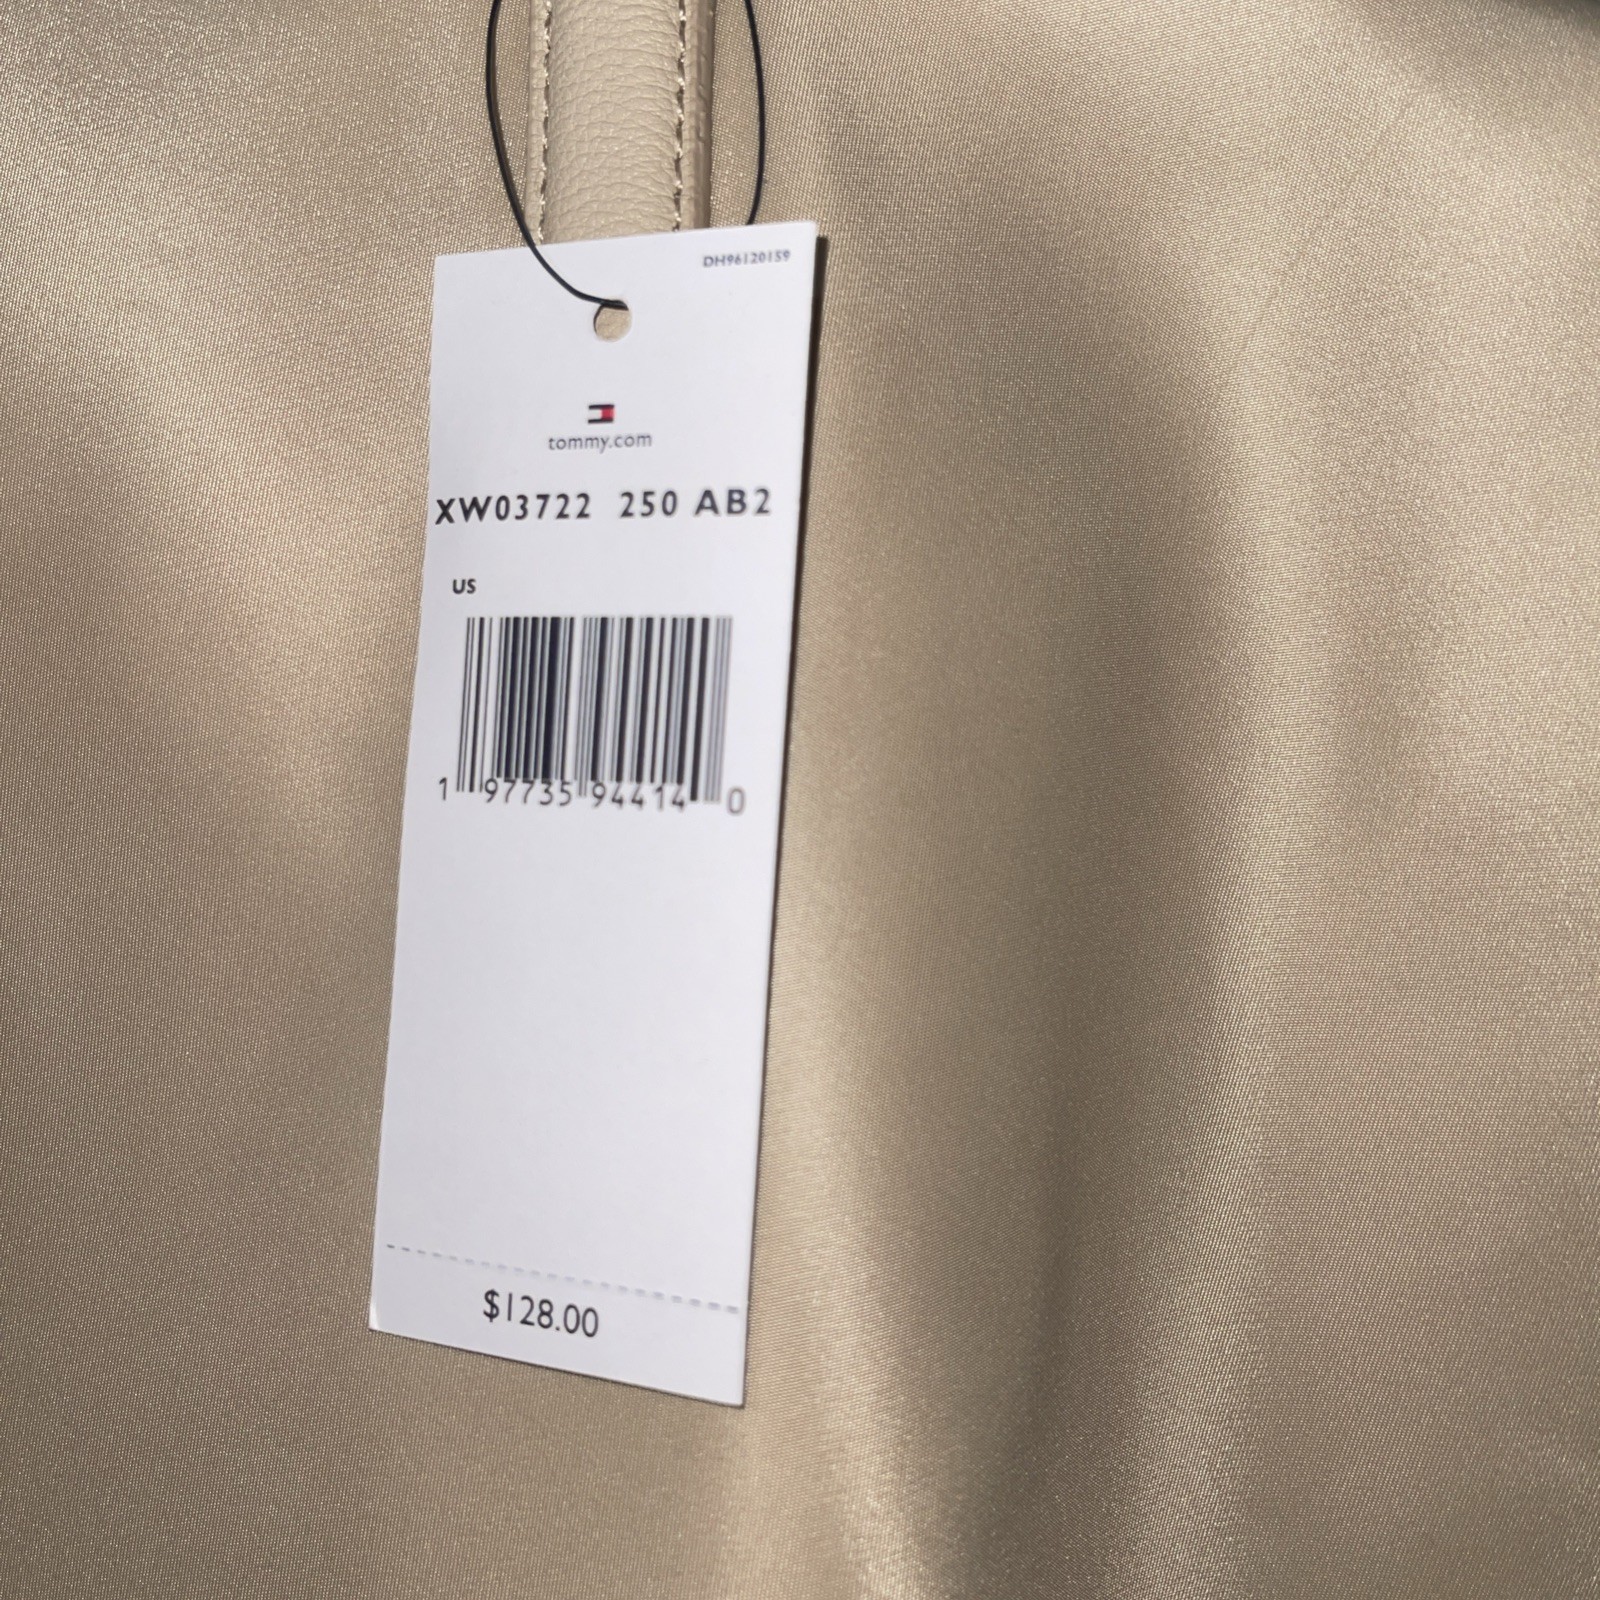 DH96120159
tommy.com
XW03722 250 AB2
US
1 97735 94414 0
$128.00